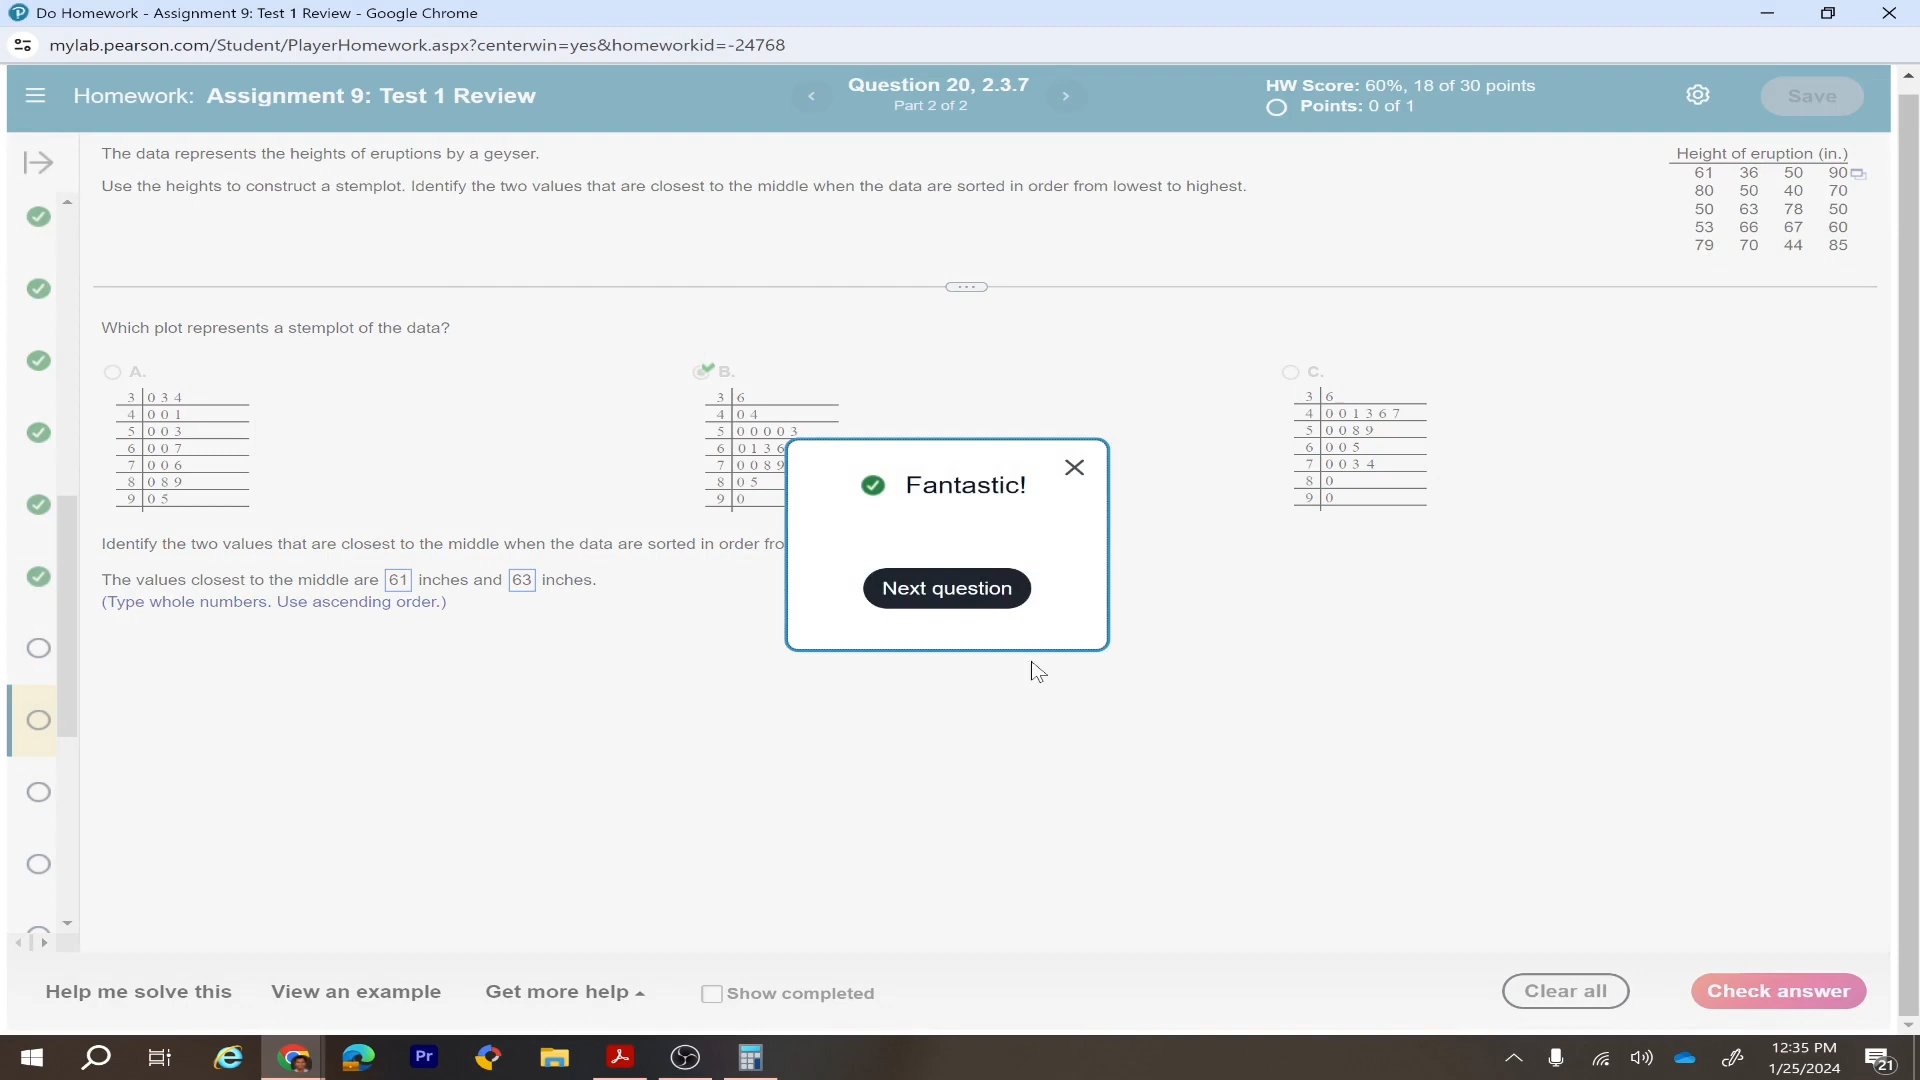 Do Homework - Assignment 9: Test 1 Review - Google Chrome
mylab.pearson.com/Student/PlayerHomework.aspx?centerwin=yes&homeworkid=-24768
Homework: Assignment 9: Test 1 Review
Question 20, 2.3.7
Part 2 of 2
HW Score: 60%, 18 of 30 points
Points: 0 of 1
Save
The data represents the heights of eruptions by a geyser.
Use the heights to construct a stemplot. Identify the two values that are closest to the middle when the data are sorted in order from lowest to highest.
Height of eruption (in.)
61 36 50 90
80 50 40 70
50 63 78 50
53 66 67 60
79 70 44 85
Which plot represents a stemplot of the data?
A.
3 | 0 3 4
4 | 0 0 1
5 | 0 0 3
6 | 0 0 7
7 | 0 0 6
8 | 0 8 9
9 | 0 5
B.
3 | 6
4 | 0 4
5 | 0 0 0 0 3
6 | 0 1 3 6
7 | 0 0 8 9
8 | 0 5
9 | 0
C.
3 | 6
4 | 0 0 1 3 6 7
5 | 0 0 8 9
6 | 0 0 5
7 | 0 0 3 4
8 | 0
9 | 0
Fantastic!
Next question
Identify the two values that are closest to the middle when the data are sorted in order fro
The values closest to the middle are 61 inches and 63 inches.
(Type whole numbers. Use ascending order.)
Help me solve this
View an example
Get more help
Show completed
Clear all
Check answer
Pr
12:35 PM
1/25/2024
21